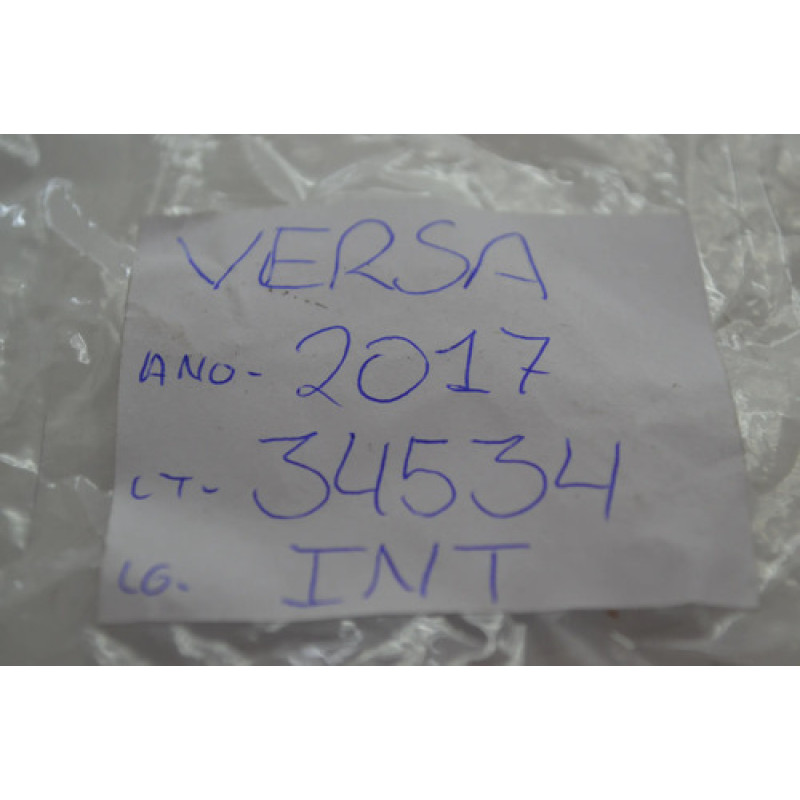 VERSA
ANO- 2017
LT- 34534
LG. INT